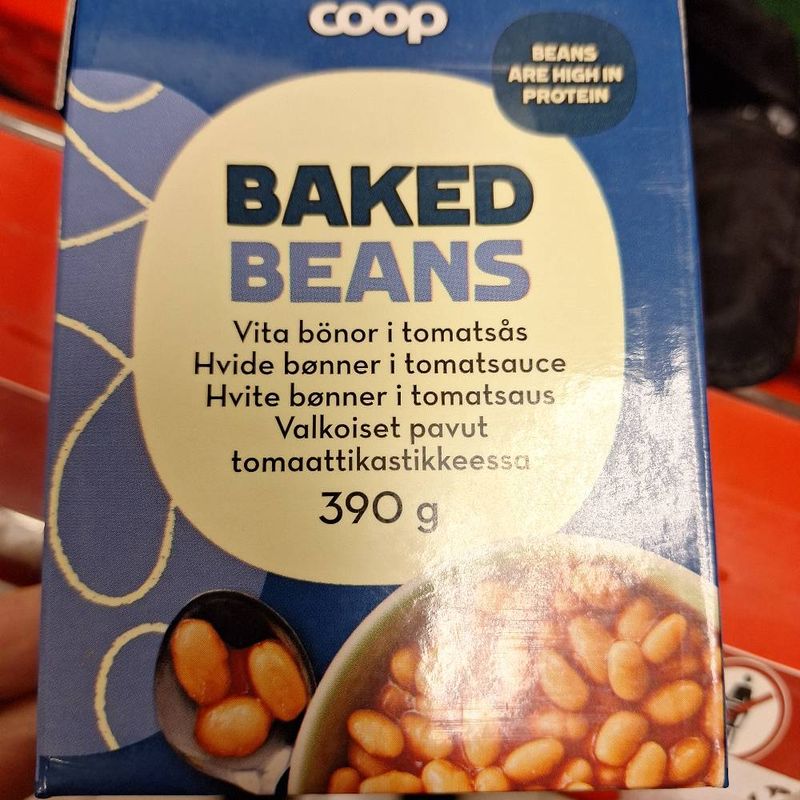 coop
BEANS
ARE HIGH IN
PROTEIN
BAKED
BEANS
Vita bönor i tomatsås
Hvide bønner i tomatsauce
Hvite bønner i tomatsaus
Valkoiset pavut
tomaattikastikkeessa
390 g